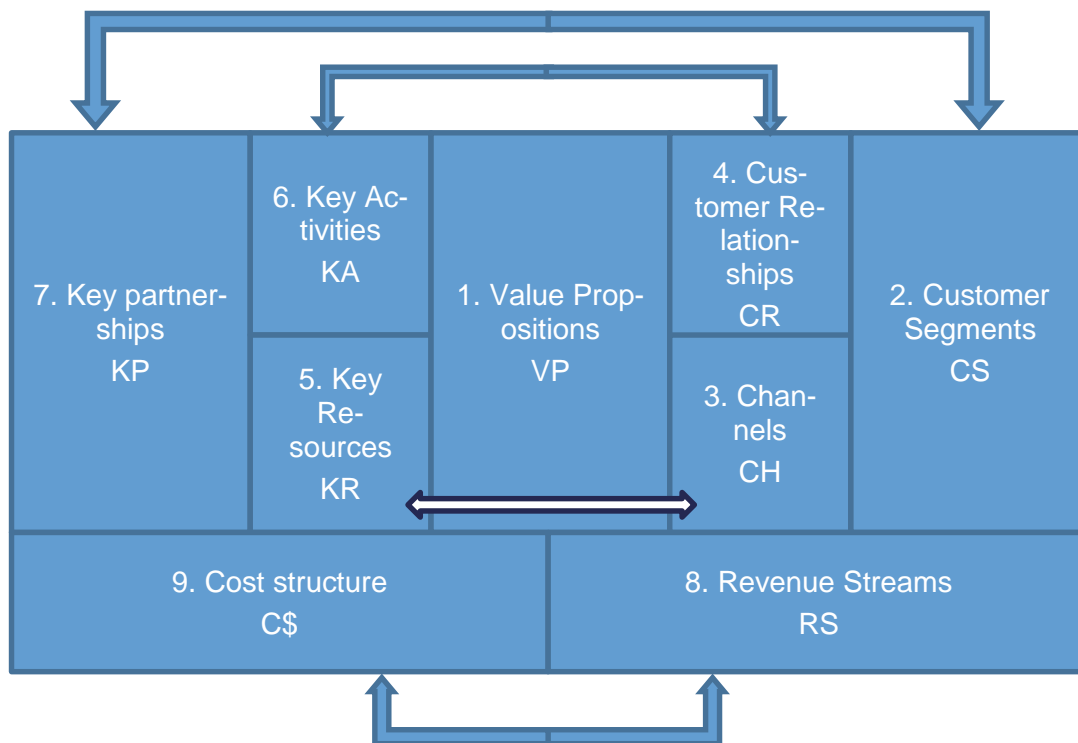 7. Key partner-
ships
KP
6. Key Ac-
tivities
KA
5. Key
Re-
sources
KR
1. Value Prop-
ositions
VP
4. Cus-
tomer Re-
lation-
ships
CR
3. Chan-
nels
CH
2. Customer
Segments
CS
9. Cost structure
C$
8. Revenue Streams
RS